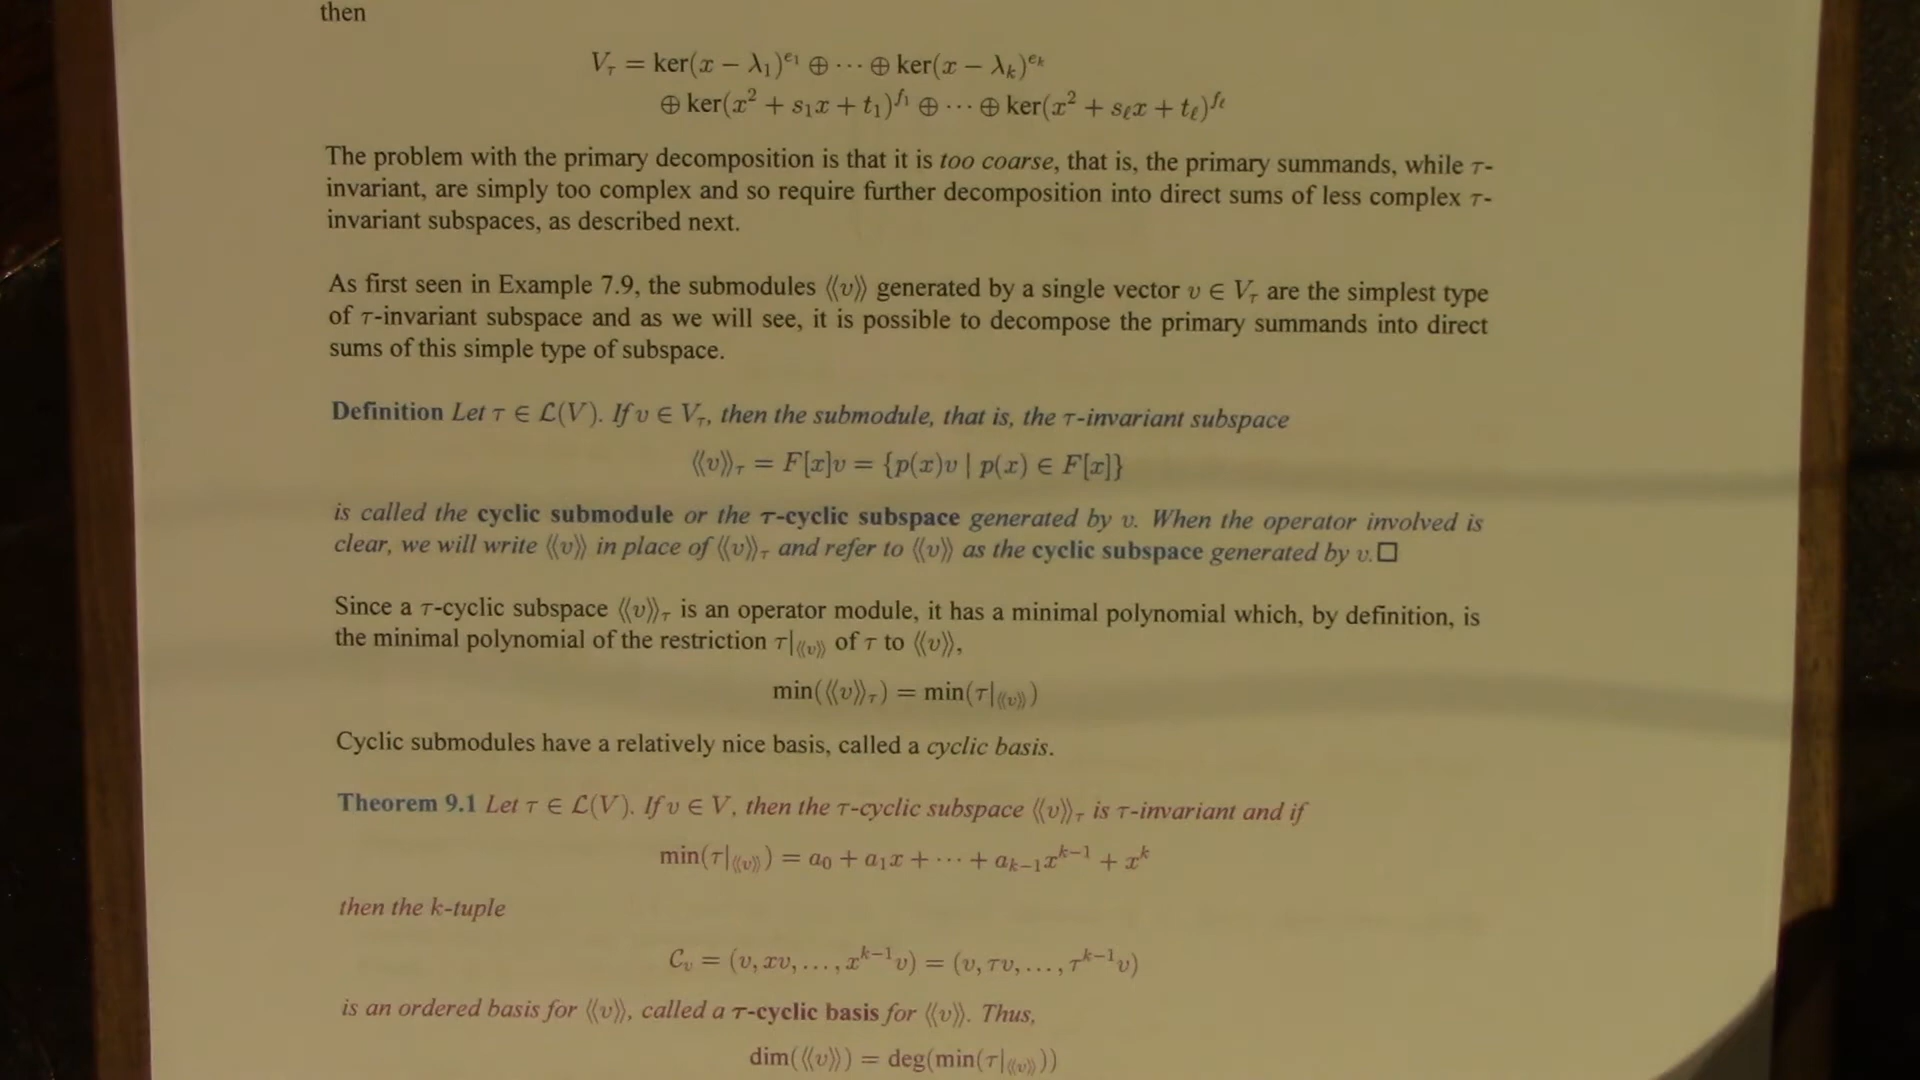 then
V_τ = ker(x − λ₁)^{e₁} ⊕ ⋯ ⊕ ker(x − λ_k)^{e_k}
⊕ ker(x² + s₁x + t₁)^{f₁} ⊕ ⋯ ⊕ ker(x² + s_ℓx + t_ℓ)^{f_ℓ}
The problem with the primary decomposition is that it is too coarse, that is, the primary summands, while τ-
invariant, are simply too complex and so require further decomposition into direct sums of less complex τ-
invariant subspaces, as described next.
As first seen in Example 7.9, the submodules ⟪v⟫ generated by a single vector v ∈ V_τ are the simplest type
of τ-invariant subspace and as we will see, it is possible to decompose the primary summands into direct
sums of this simple type of subspace.
Definition Let τ ∈ ℒ(V). If v ∈ V_τ, then the submodule, that is, the τ-invariant subspace
⟪v⟫_τ = F[x]v = {p(x)v | p(x) ∈ F[x]}
is called the cyclic submodule or the τ-cyclic subspace generated by v. When the operator involved is
clear, we will write ⟪v⟫ in place of ⟪v⟫_τ and refer to ⟪v⟫ as the cyclic subspace generated by v.□
Since a τ-cyclic subspace ⟪v⟫_τ is an operator module, it has a minimal polynomial which, by definition, is
the minimal polynomial of the restriction τ|_{⟪v⟫} of τ to ⟪v⟫,
min(⟪v⟫_τ) = min(τ|_{⟪v⟫})
Cyclic submodules have a relatively nice basis, called a cyclic basis.
Theorem 9.1 Let τ ∈ ℒ(V). If v ∈ V, then the τ-cyclic subspace ⟪v⟫_τ is τ-invariant and if
min(τ|_{⟪v⟫}) = a₀ + a₁x + ⋯ + a_{k−1}x^{k−1} + x^k
then the k-tuple
𝒞_v = (v, xv, …, x^{k−1}v) = (v, τv, …, τ^{k−1}v)
is an ordered basis for ⟪v⟫, called a τ-cyclic basis for ⟪v⟫. Thus,
dim(⟪v⟫) = deg(min(τ|_{⟪v⟫}))